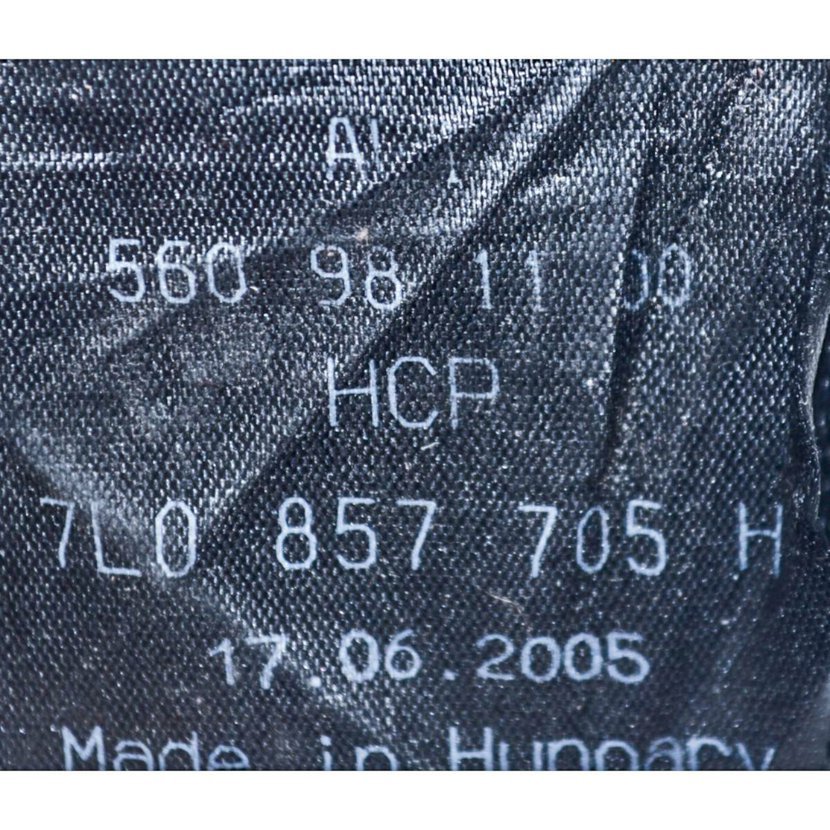 560 98 11 00
HCP
7L0 857 705 H
17.06.2005
Made in Hungary